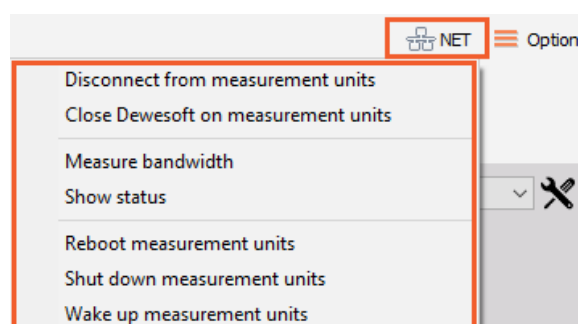 NET
Option
Disconnect from measurement units
Close Dewesoft on measurement units
Measure bandwidth
Show status
Reboot measurement units
Shut down measurement units
Wake up measurement units